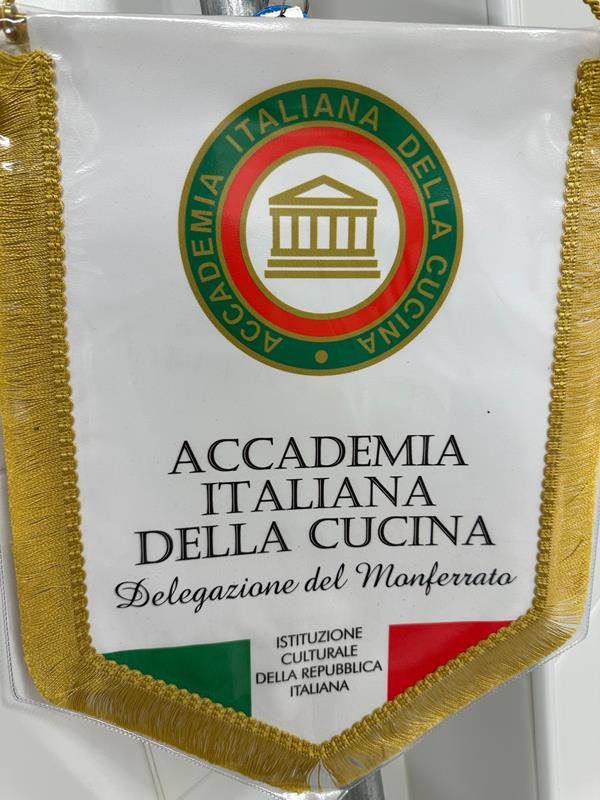 ACCADEMIA ITALIANA DELLA CUCINA
ACCADEMIA
ITALIANA
DELLA CUCINA
Delegazione del Monferrato
ISTITUZIONE
CULTURALE
DELLA REPUBBLICA
ITALIANA